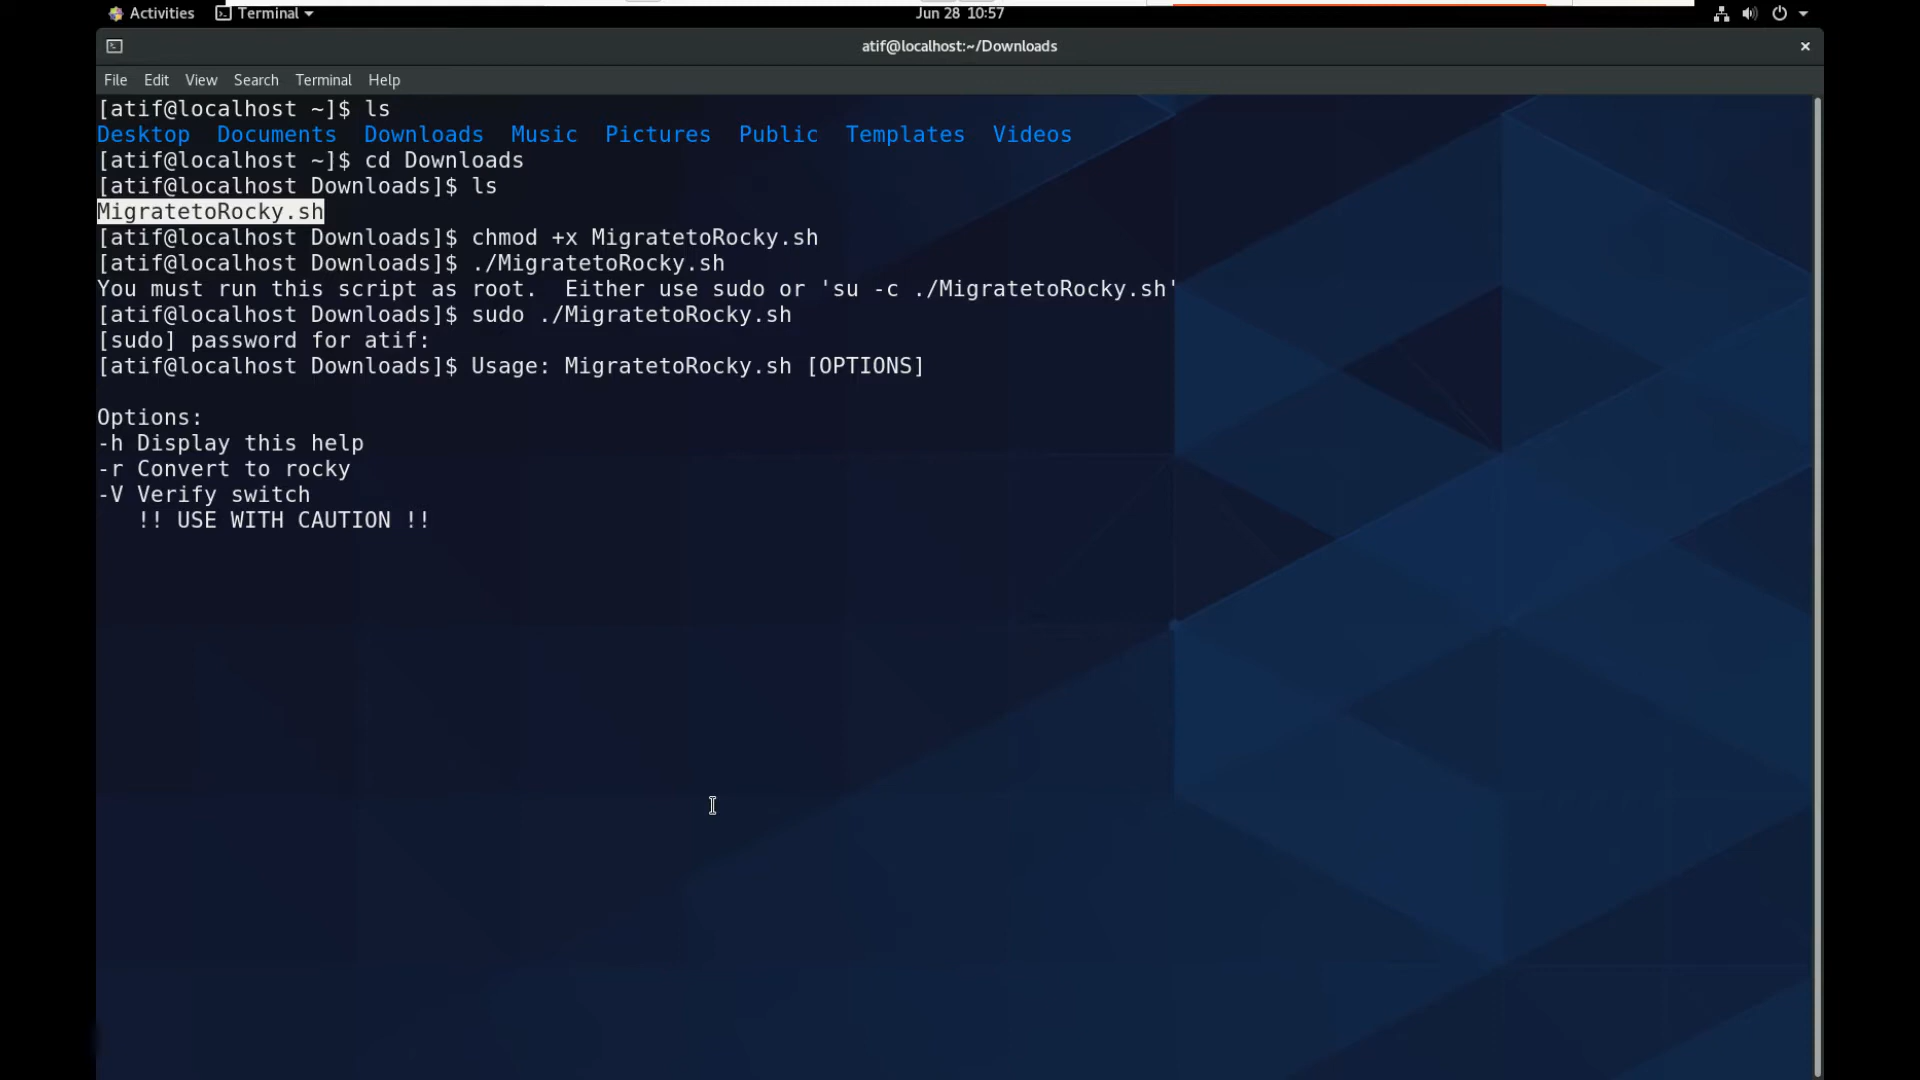 Activities Terminal Jun 28 10:57
atif@localhost:~/Downloads ×
File Edit View Search Terminal Help
[atif@localhost ~]$ ls
Desktop Documents Downloads Music Pictures Public Templates Videos
[atif@localhost ~]$ cd Downloads
[atif@localhost Downloads]$ ls
MigratetoRocky.sh
[atif@localhost Downloads]$ chmod +x MigratetoRocky.sh
[atif@localhost Downloads]$ ./MigratetoRocky.sh
You must run this script as root.  Either use sudo or 'su -c ./MigratetoRocky.sh'
[atif@localhost Downloads]$ sudo ./MigratetoRocky.sh
[sudo] password for atif:
[atif@localhost Downloads]$ Usage: MigratetoRocky.sh [OPTIONS]
Options:
-h Display this help
-r Convert to rocky
-V Verify switch
!! USE WITH CAUTION !!